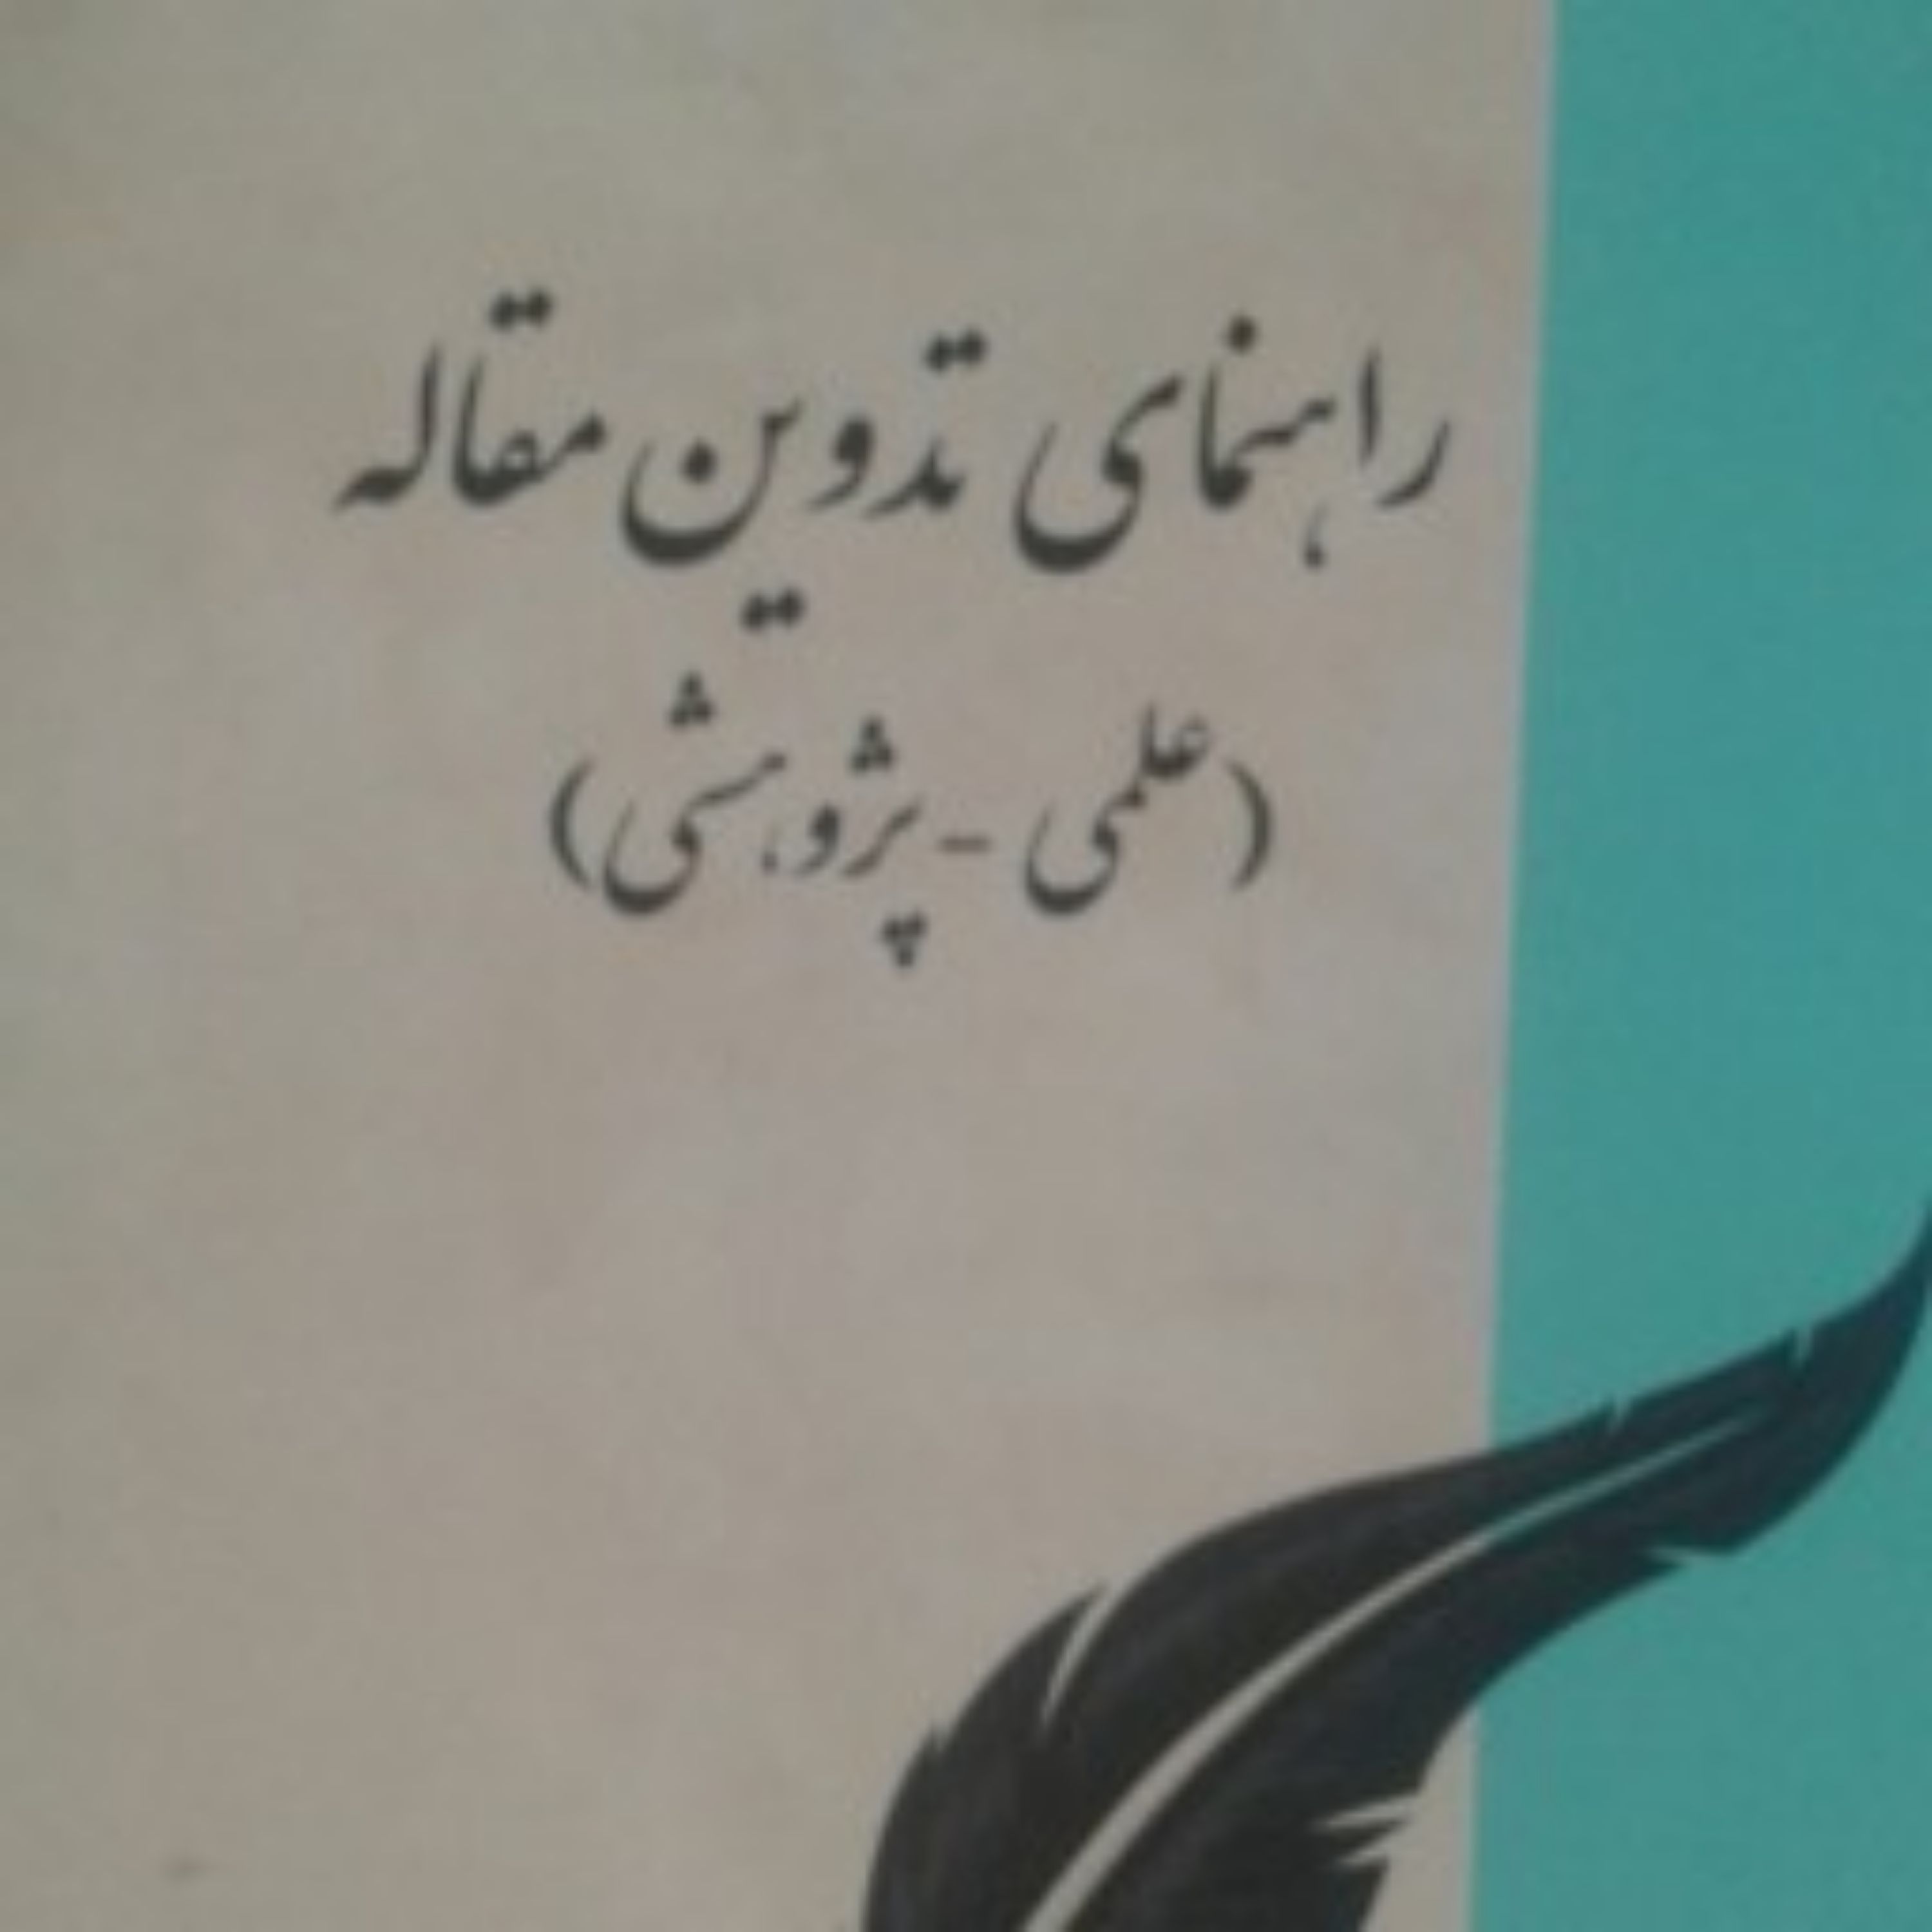 راهنمای تدوین مقاله
(علمی - پژوهشی)